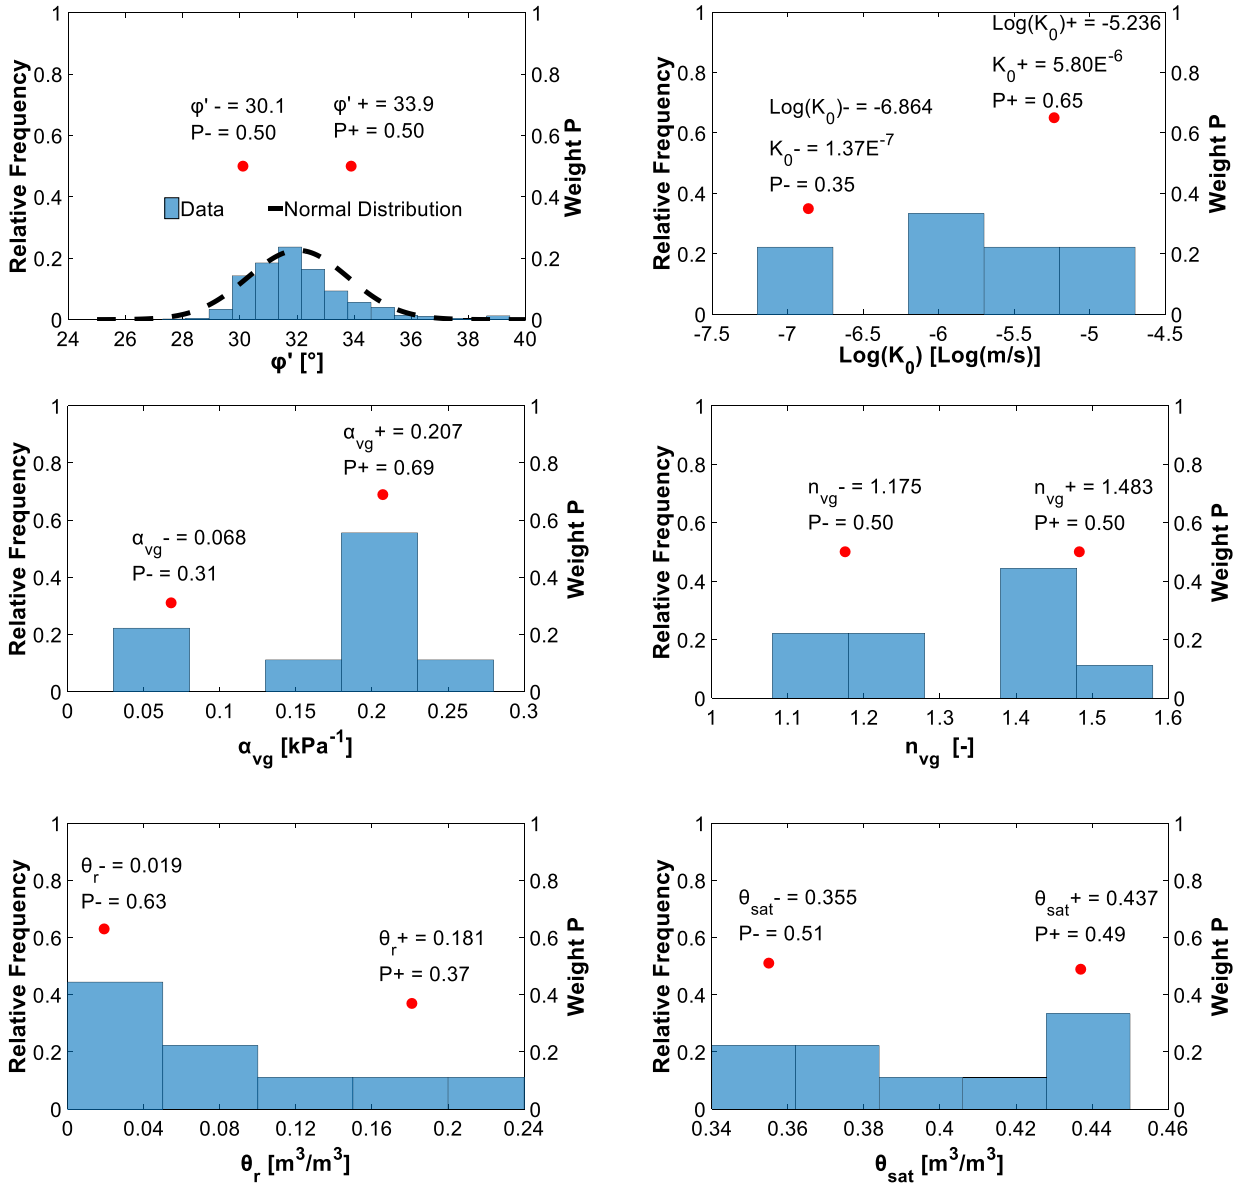 φ' - = 30.1
P- = 0.50
φ' + = 33.9
P+ = 0.50
Data
Normal Distribution
Relative Frequency
Weight P
0 0.2 0.4 0.6 0.8 1
0 0.2 0.4 0.6 0.8 1
24 26 28 30 32 34 36 38 40
φ' [°]
Log(K0)- = -6.864
K0- = 1.37E-7
P- = 0.35
Log(K0)+ = -5.236
K0+ = 5.80E-6
P+ = 0.65
Relative Frequency
Weight P
0 0.2 0.4 0.6 0.8 1
0 0.2 0.4 0.6 0.8 1
-7.5 -7 -6.5 -6 -5.5 -5 -4.5
Log(K0) [Log(m/s)]
αvg- = 0.068
P- = 0.31
αvg+ = 0.207
P+ = 0.69
Relative Frequency
Weight P
0 0.2 0.4 0.6 0.8 1
0 0.2 0.4 0.6 0.8 1
0 0.05 0.1 0.15 0.2 0.25 0.3
αvg [kPa-1]
nvg- = 1.175
P- = 0.50
nvg+ = 1.483
P+ = 0.50
Relative Frequency
Weight P
0 0.2 0.4 0.6 0.8 1
0 0.2 0.4 0.6 0.8 1
1 1.1 1.2 1.3 1.4 1.5 1.6
nvg [-]
θr- = 0.019
P- = 0.63
θr+ = 0.181
P+ = 0.37
Relative Frequency
Weight P
0 0.2 0.4 0.6 0.8 1
0 0.2 0.4 0.6 0.8 1
0 0.04 0.08 0.12 0.16 0.2 0.24
θr [m3/m3]
θsat- = 0.355
P- = 0.51
θsat+ = 0.437
P+ = 0.49
Relative Frequency
Weight P
0 0.2 0.4 0.6 0.8 1
0 0.2 0.4 0.6 0.8 1
0.34 0.36 0.38 0.4 0.42 0.44 0.46
θsat [m3/m3]